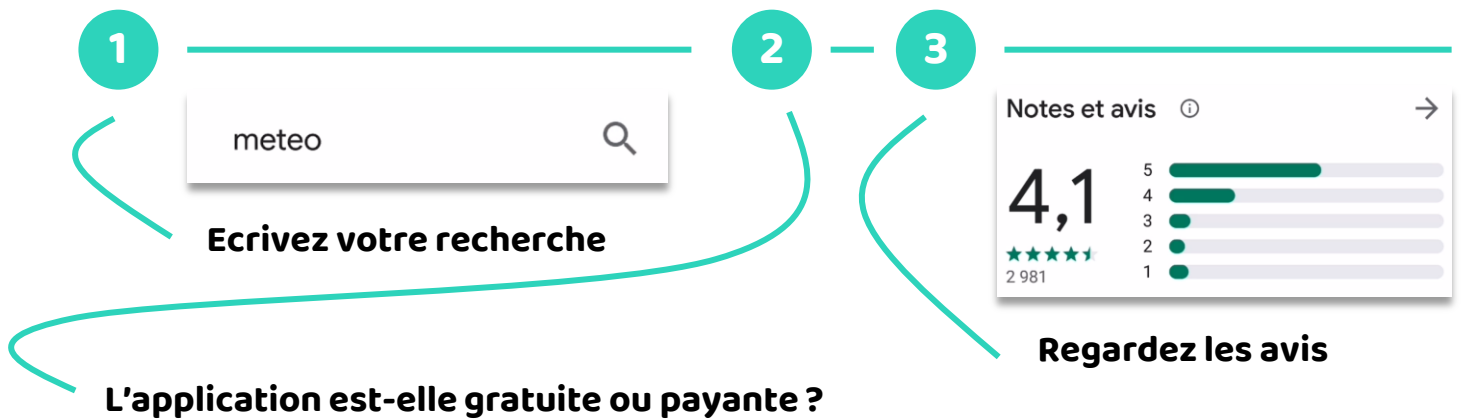 1
2
3
meteo
Ecrivez votre recherche
L'application est-elle gratuite ou payante ?
Notes et avis
4,1
2 981
5
4
3
2
1
Regardez les avis